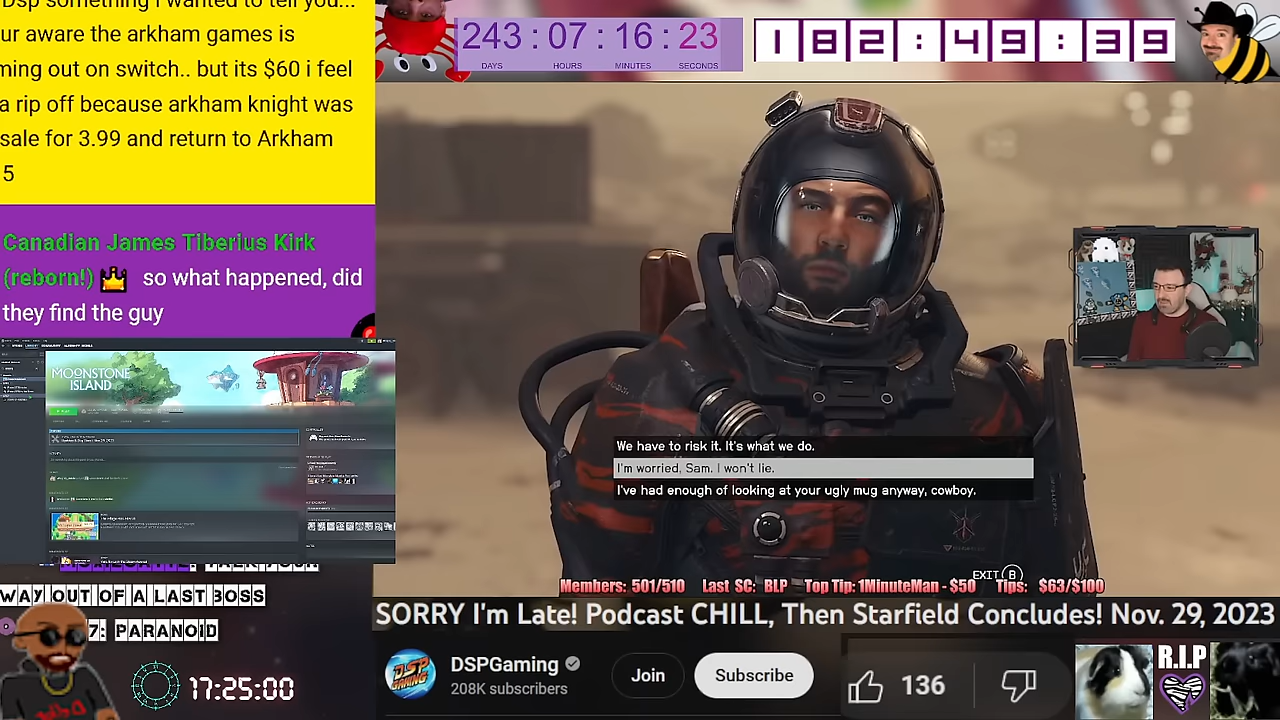 Dsp something i wanted to tell you...
ur aware the arkham games is
ming out on switch.. but its $60 i feel
a rip off because arkham knight was
sale for 3.99 and return to Arkham
5
Canadian James Tiberius Kirk
(reborn!) so what happened, did
they find the guy
MOONSTONE
ISLAND
WAY OUT OF A LAST BOSS
7: PARANOID
17:25:00
243:07:16:23
DAYS HOURS MINUTES SECONDS
182:49:39
We have to risk it. It's what we do.
I'm worried, Sam. I won't lie.
I've had enough of looking at your ugly mug anyway, cowboy.
EXIT B
Members: 501/510 Last SC: BLP Top Tip: 1MinuteMan - $50 Tips: $63/$100
SORRY I'm Late! Podcast CHILL, Then Starfield Concludes! Nov. 29, 2023
DSP
GAMING
DSPGaming
208K subscribers
Join
Subscribe
136
R.I.P